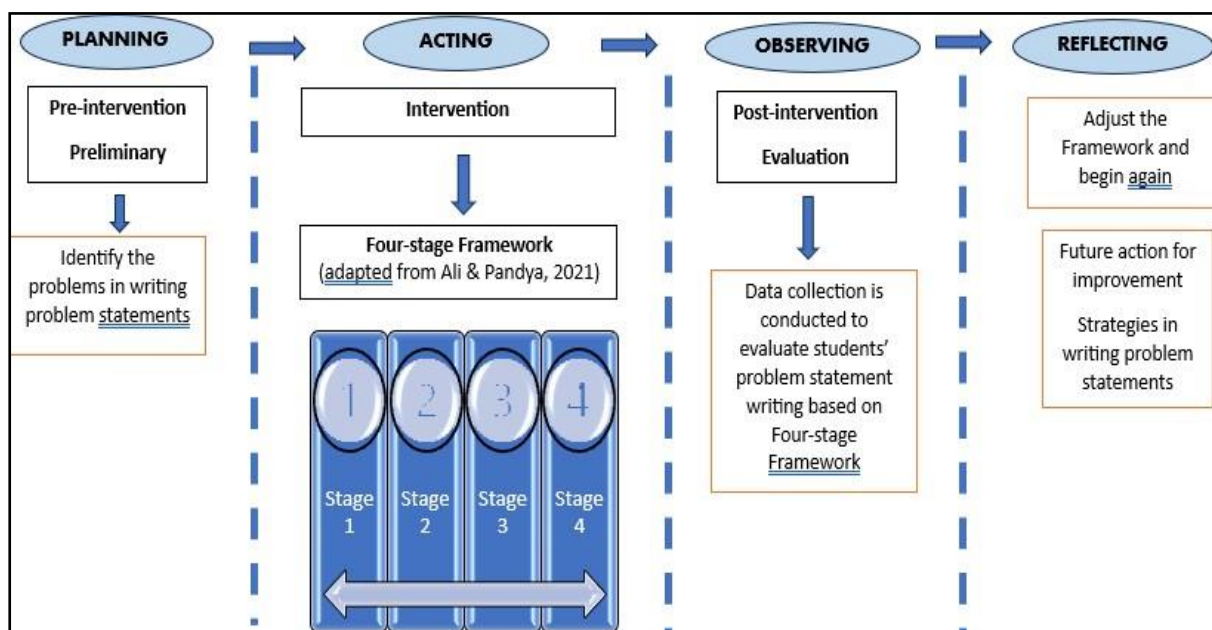 PLANNING
Pre-intervention
Preliminary
Identify the
problems in writing
problem statements
ACTING
Intervention
Four-stage Framework
(adapted from Ali & Pandya, 2021)
1
2
3
4
Stage
1
Stage
2
Stage
3
Stage
4
OBSERVING
Post-intervention
Evaluation
Data collection is
conducted to
evaluate students’
problem statement
writing based on
Four-stage
Framework
REFLECTING
Adjust the
Framework and
begin again
Future action for
improvement
Strategies in
writing problem
statements